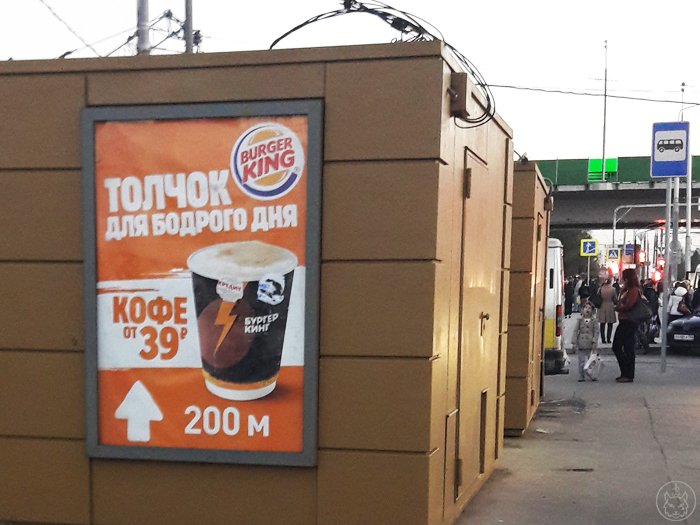 BURGER
KING
ТОЛЧОК
ДЛЯ БОДРОГО ДНЯ
КОФЕ
ОТ 39₽
БУРГЕР
КИНГ
200 М